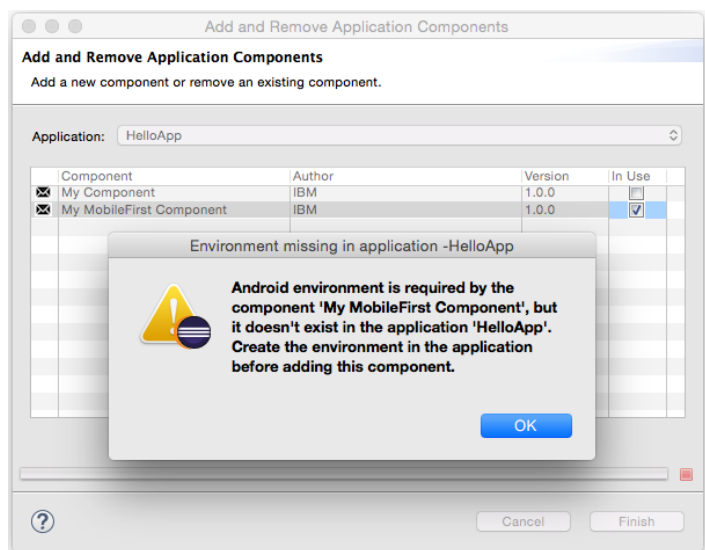 Add and Remove Application Components
Add and Remove Application Components
Add a new component or remove an existing component.
Application: HelloApp
Component Author Version In Use
My Component IBM 1.0.0
My MobileFirst Component IBM 1.0.0
Environment missing in application -HelloApp
Android environment is required by the
component 'My MobileFirst Component', but
it doesn't exist in the application 'HelloApp'.
Create the environment in the application
before adding this component.
OK
? Cancel Finish